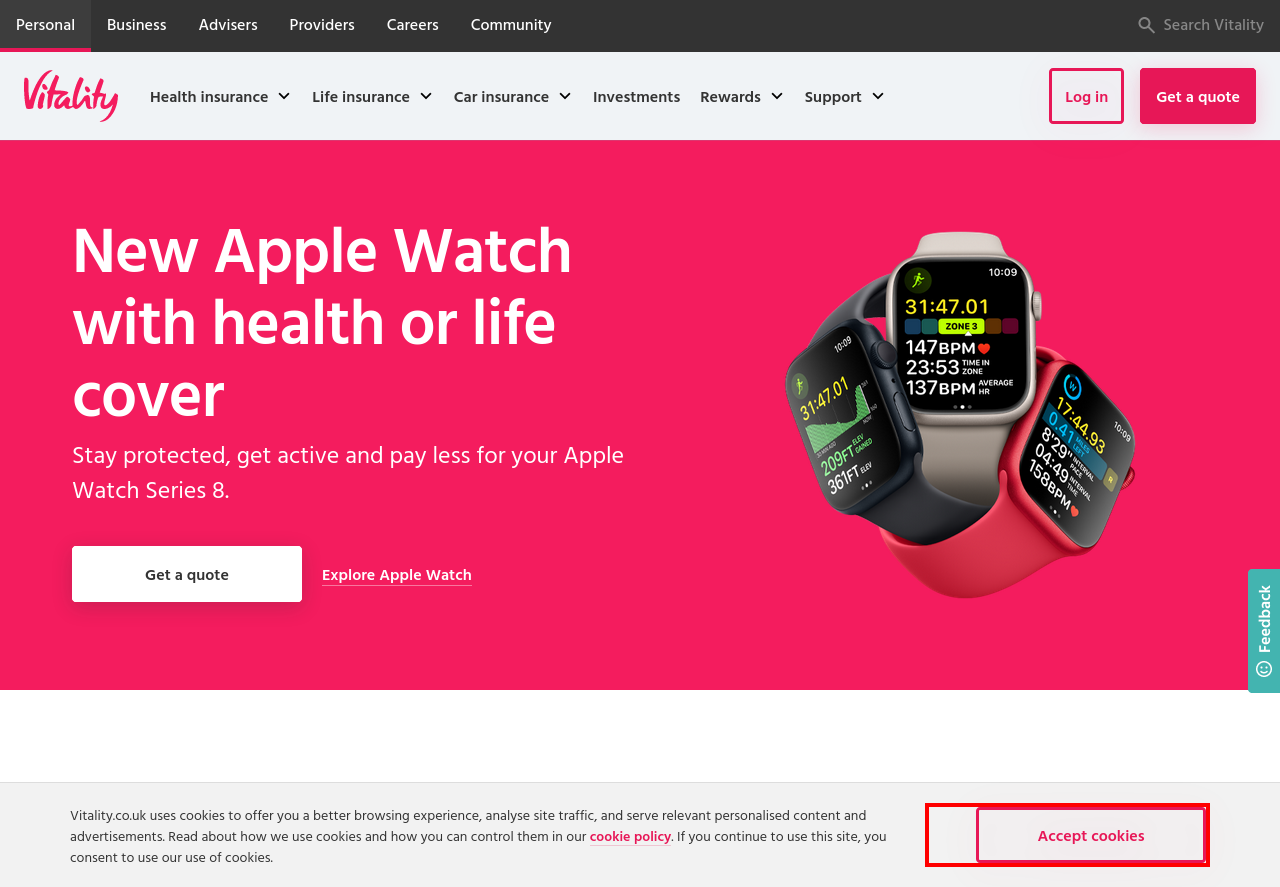 Personal Business Advisers Providers Careers Community Search Vitality
Vitality Health insurance Life insurance Car insurance Investments Rewards Support Log in Get a quote
New Apple Watch
with health or life
cover
Stay protected, get active and pay less for your Apple
Watch Series 8.
Get a quote Explore Apple Watch
10:09
31:47.01
ZONE 3
147BPM
23:53 TIME IN ZONE
137BPM AVERAGE HR
10:09
31:47.01
209FT ELEV GAINED
361FT ELEV
10:09
W
17:44.93
0.41 MILES LEFT
R
8'29" INTERVAL PACE
04:49 INTERVAL TIME
158BPM
Feedback
Vitality.co.uk uses cookies to offer you a better browsing experience, analyse site traffic, and serve relevant personalised content and
advertisements. Read about how we use cookies and how you can control them in our cookie policy. If you continue to use this site, you
consent to use our use of cookies.
Accept cookies